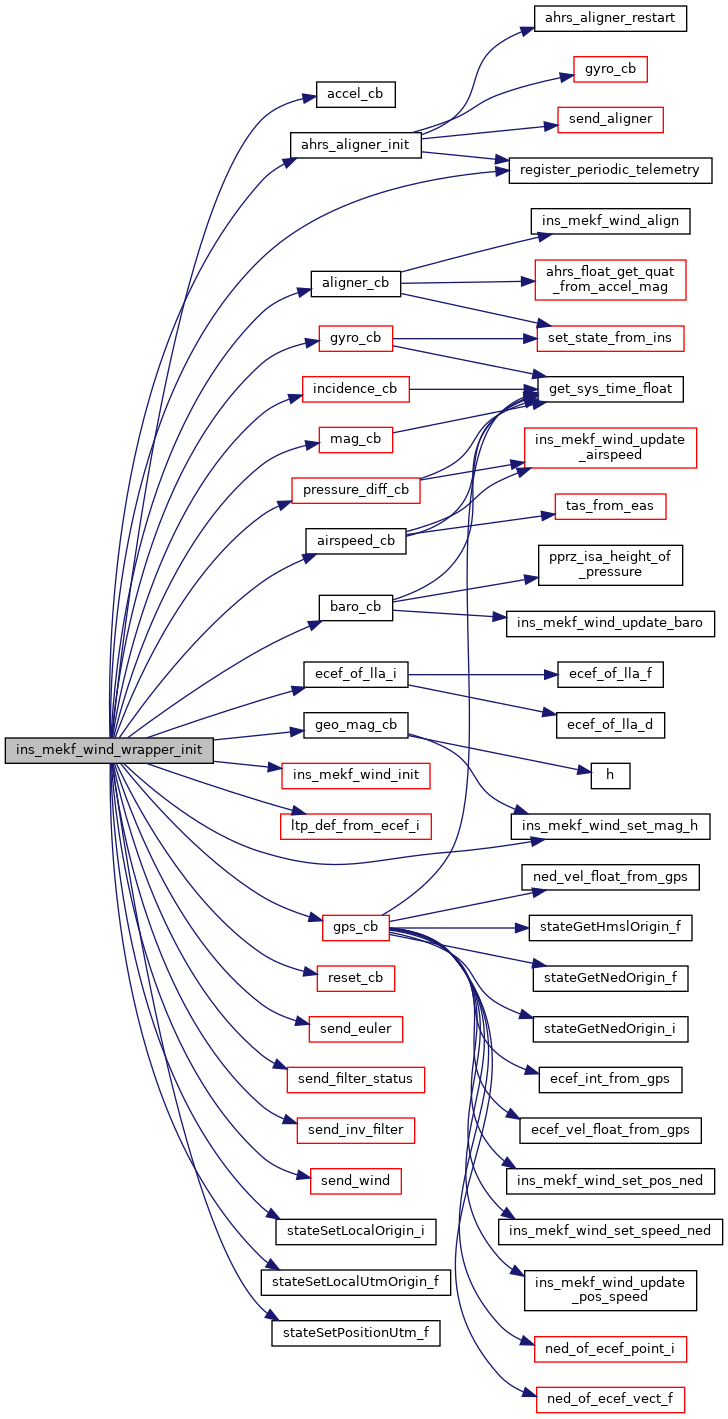 ahrs_aligner_restart
gyro_cb
accel_cb
send_aligner
ahrs_aligner_init
register_periodic_telemetry
ins_mekf_wind_align
ahrs_float_get_quat
_from_accel_mag
aligner_cb
gyro_cb
set_state_from_ins
incidence_cb
get_sys_time_float
mag_cb
ins_mekf_wind_update
_airspeed
pressure_diff_cb
tas_from_eas
airspeed_cb
pprz_isa_height_of
_pressure
baro_cb
ins_mekf_wind_update_baro
ecef_of_lla_i
ecef_of_lla_f
geo_mag_cb
ecef_of_lla_d
ins_mekf_wind_wrapper_init
ins_mekf_wind_init
h
ltp_def_from_ecef_i
ins_mekf_wind_set_mag_h
ned_vel_float_from_gps
gps_cb
stateGetHmslOrigin_f
reset_cb
stateGetNedOrigin_f
send_euler
stateGetNedOrigin_i
send_filter_status
ecef_int_from_gps
send_inv_filter
ecef_vel_float_from_gps
send_wind
ins_mekf_wind_set_pos_ned
stateSetLocalOrigin_i
ins_mekf_wind_set_speed_ned
stateSetLocalUtmOrigin_f
ins_mekf_wind_update
_pos_speed
stateSetPositionUtm_f
ned_of_ecef_point_i
ned_of_ecef_vect_f